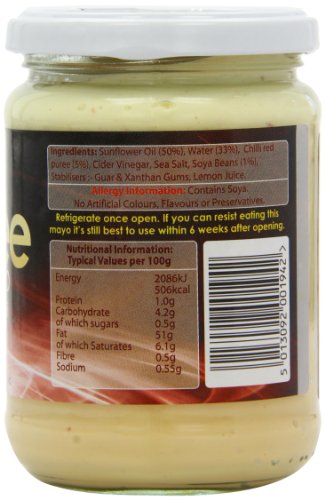 Ingredients: Sunflower Oil (50%), Water (33%), Chilli red
puree (5%), Cider Vinegar, Sea Salt, Soya Beans (1%),
Stabilisers :- Guar & Xanthan Gums, Lemon Juice.
Allergy Information: Contains Soya.
No Artificial Colours, Flavours or Preservatives.
Refrigerate once open. If you can resist eating this
mayo it's still best to use within 6 weeks after opening.
e
Nutritional Information:
Typical Values per 100g
Energy 2086kJ
506kcal
Protein 1.0g
Carbohydrate 4.2g
of which sugars 0.5g
Fat 51g
of which Saturates 6.1g
Fibre 0.5g
Sodium 0.55g
5 013092 001942 >